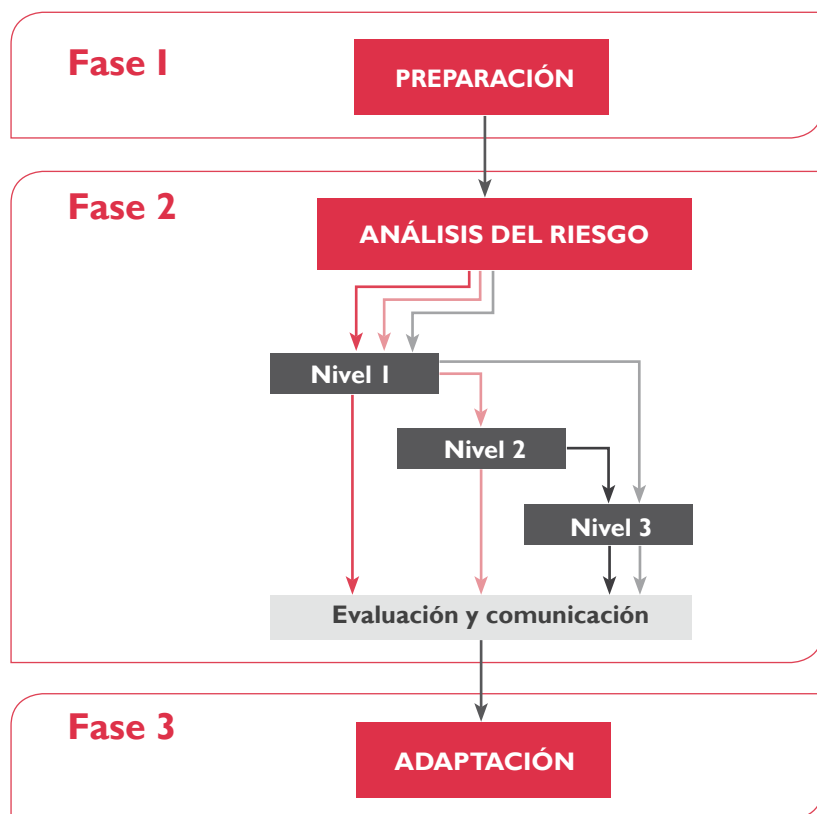 Fase 1
PREPARACIÓN
Fase 2
ANÁLISIS DEL RIESGO
Nivel 1
Nivel 2
Nivel 3
Evaluación y comunicación
Fase 3
ADAPTACIÓN